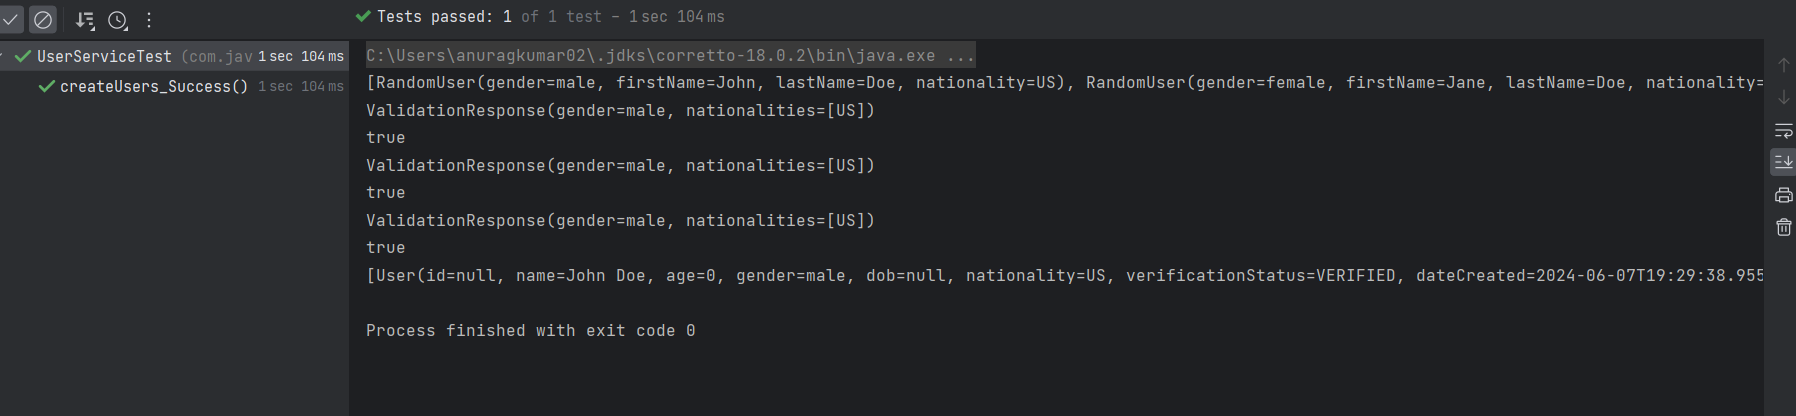 Tests passed: 1 of 1 test – 1 sec 104 ms
UserServiceTest (com.jav 1 sec 104 ms
createUsers_Success() 1 sec 104 ms
C:\Users\anuragkumar02\.jdks\corretto-18.0.2\bin\java.exe ...
[RandomUser(gender=male, firstName=John, lastName=Doe, nationality=US), RandomUser(gender=female, firstName=Jane, lastName=Doe, nationality=
ValidationResponse(gender=male, nationalities=[US])
true
ValidationResponse(gender=male, nationalities=[US])
true
ValidationResponse(gender=male, nationalities=[US])
true
[User(id=null, name=John Doe, age=0, gender=male, dob=null, nationality=US, verificationStatus=VERIFIED, dateCreated=2024-06-07T19:29:38.955
Process finished with exit code 0